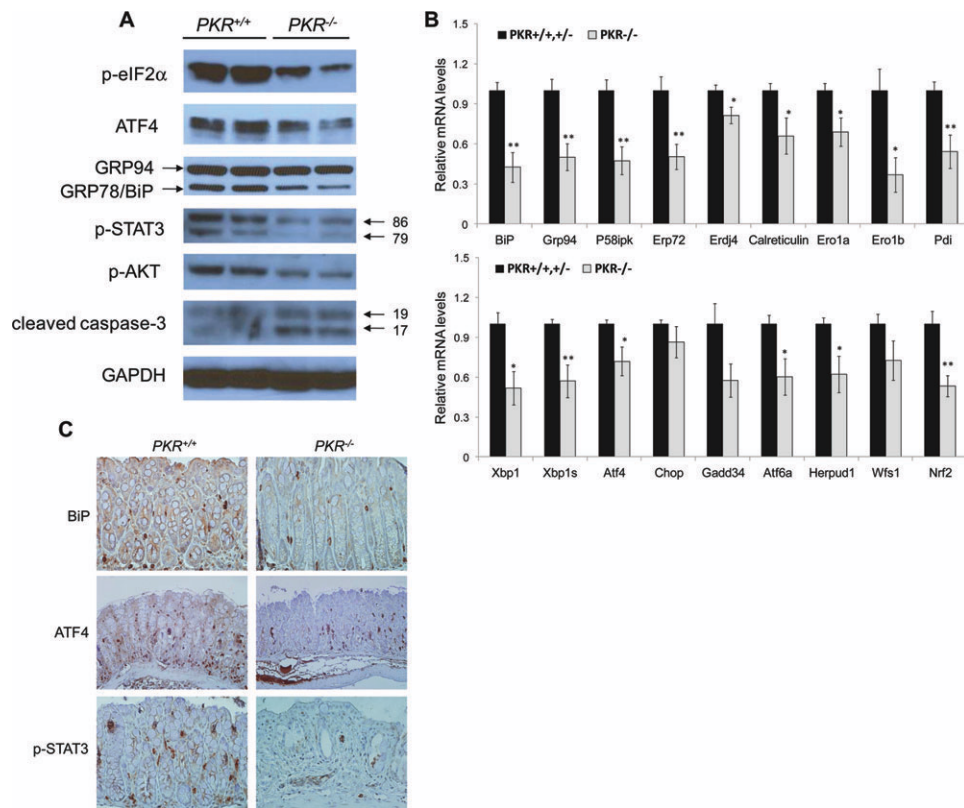 A
PKR+/+ PKR-/-
p-eIF2α
ATF4
GRP94
GRP78/BiP
p-STAT3
86
79
p-AKT
cleaved caspase-3
19
17
GAPDH
B
PKR+/+,+/- PKR-/-
Relative mRNA levels
1.5
1.2
0.9
0.6
0.3
0
** ** ** ** * * * * **
BiP Grp94 P58ipk Erp72 Erdj4 Calreticulin Ero1a Ero1b Pdi
PKR+/+,+/- PKR-/-
Relative mRNA levels
1.5
1.2
0.9
0.6
0.3
0
* ** * * * **
Xbp1 Xbp1s Atf4 Chop Gadd34 Atf6a Herpud1 Wfs1 Nrf2
C
PKR+/+ PKR-/-
BiP
ATF4
p-STAT3